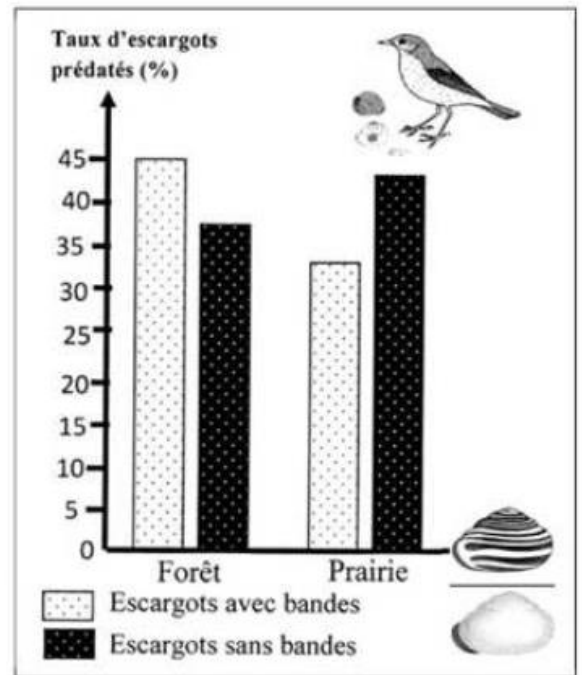 Taux d'escargots
prédatés (%)
45
40
35
30
25
20
15
10
5
0
Forêt Prairie
Escargots avec bandes
Escargots sans bandes